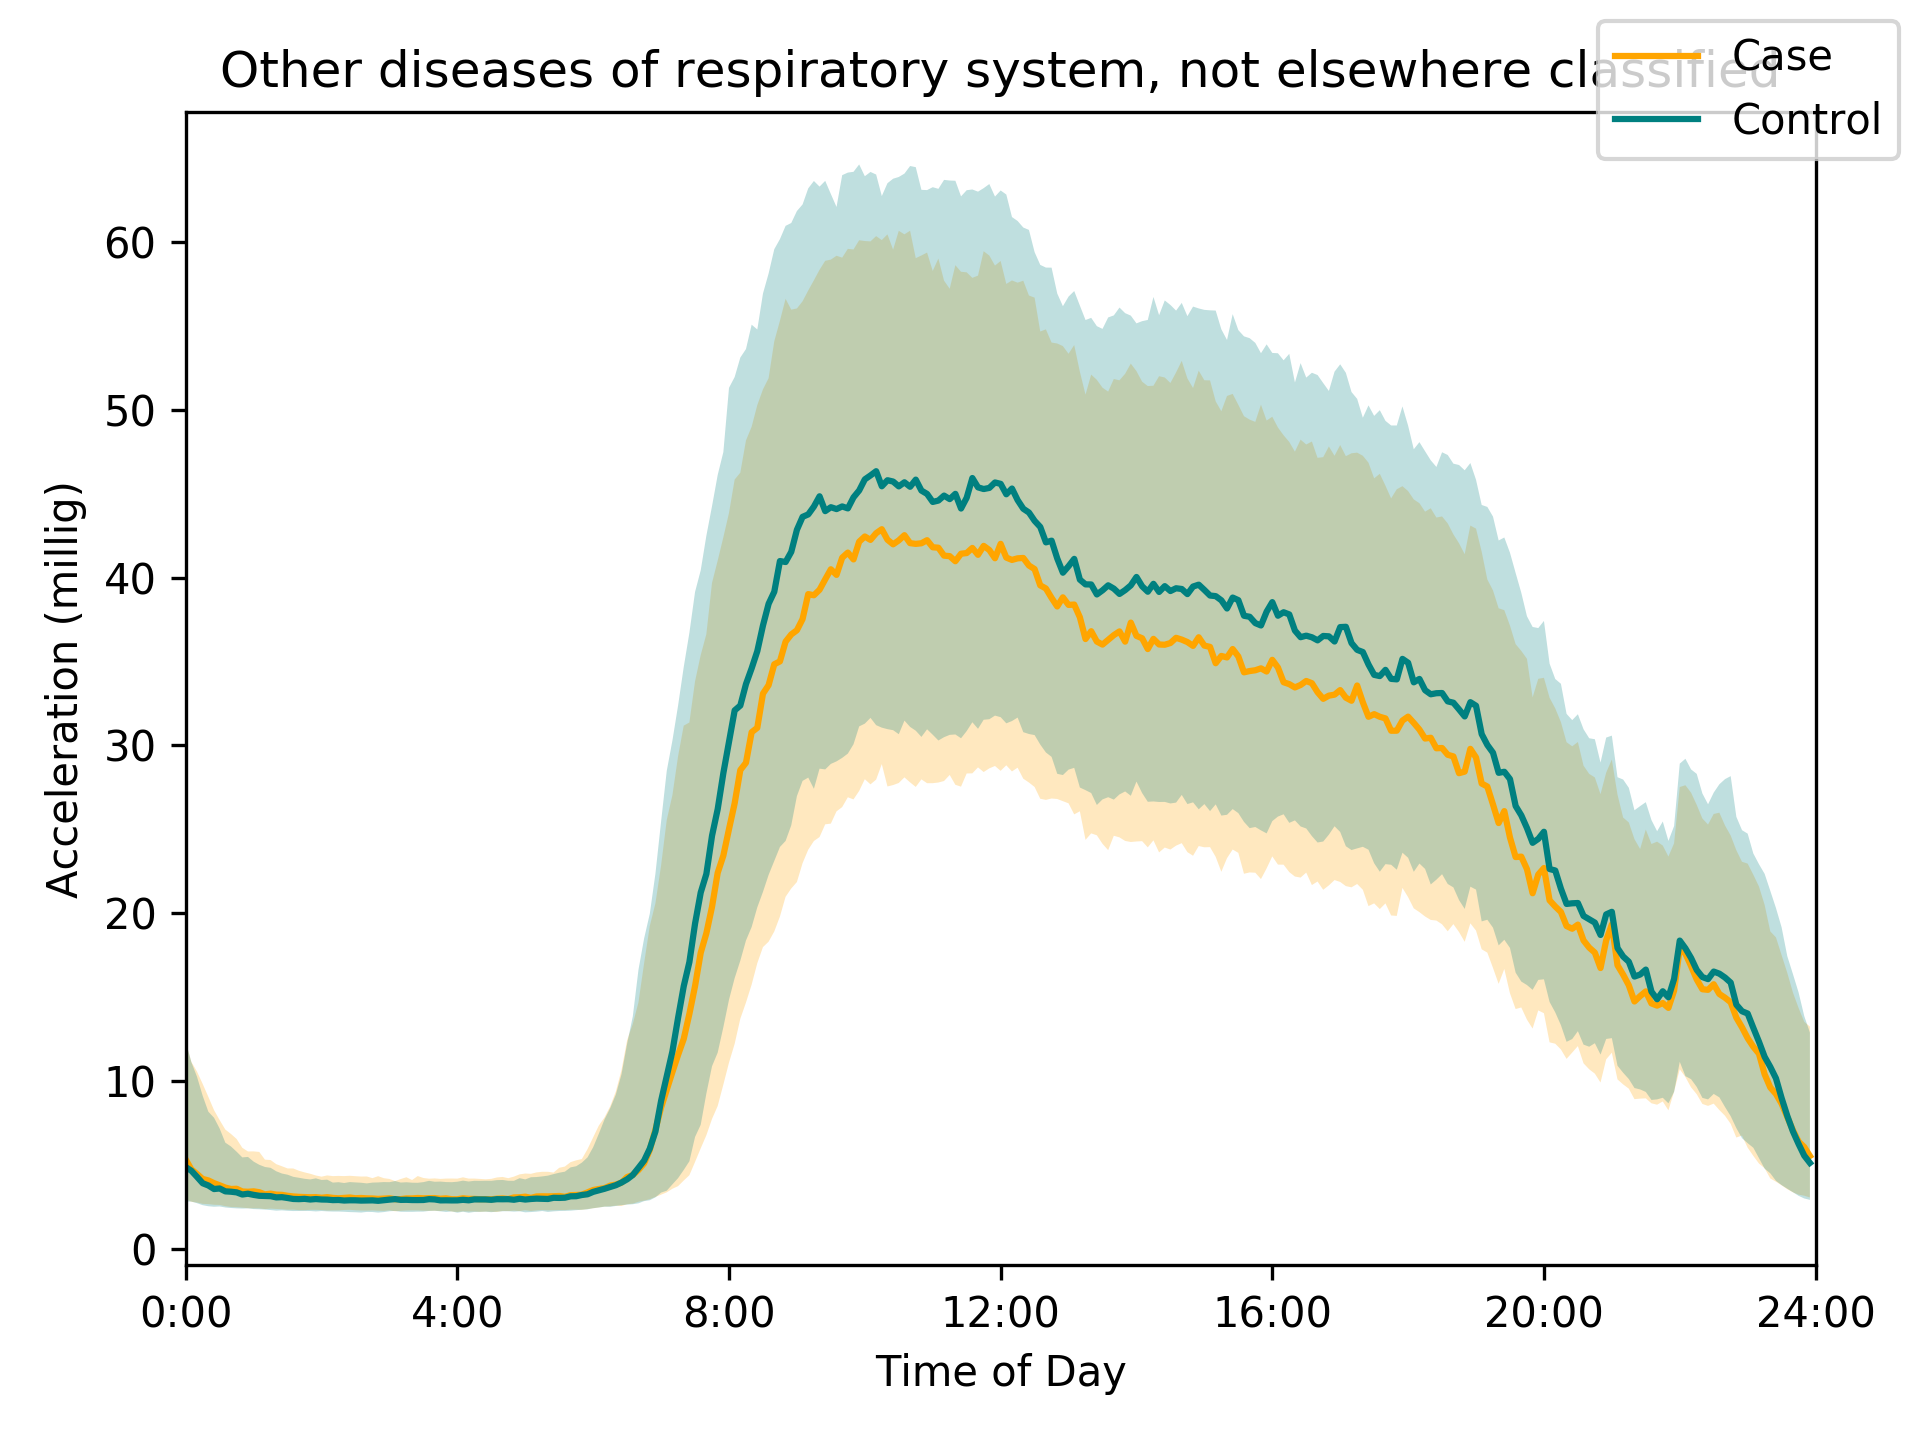 Other diseases of respiratory system, not elsewhere classified
Case
Control
Acceleration (millig)
60
50
40
30
20
10
0
0:00 4:00 8:00 12:00 16:00 20:00 24:00
Time of Day